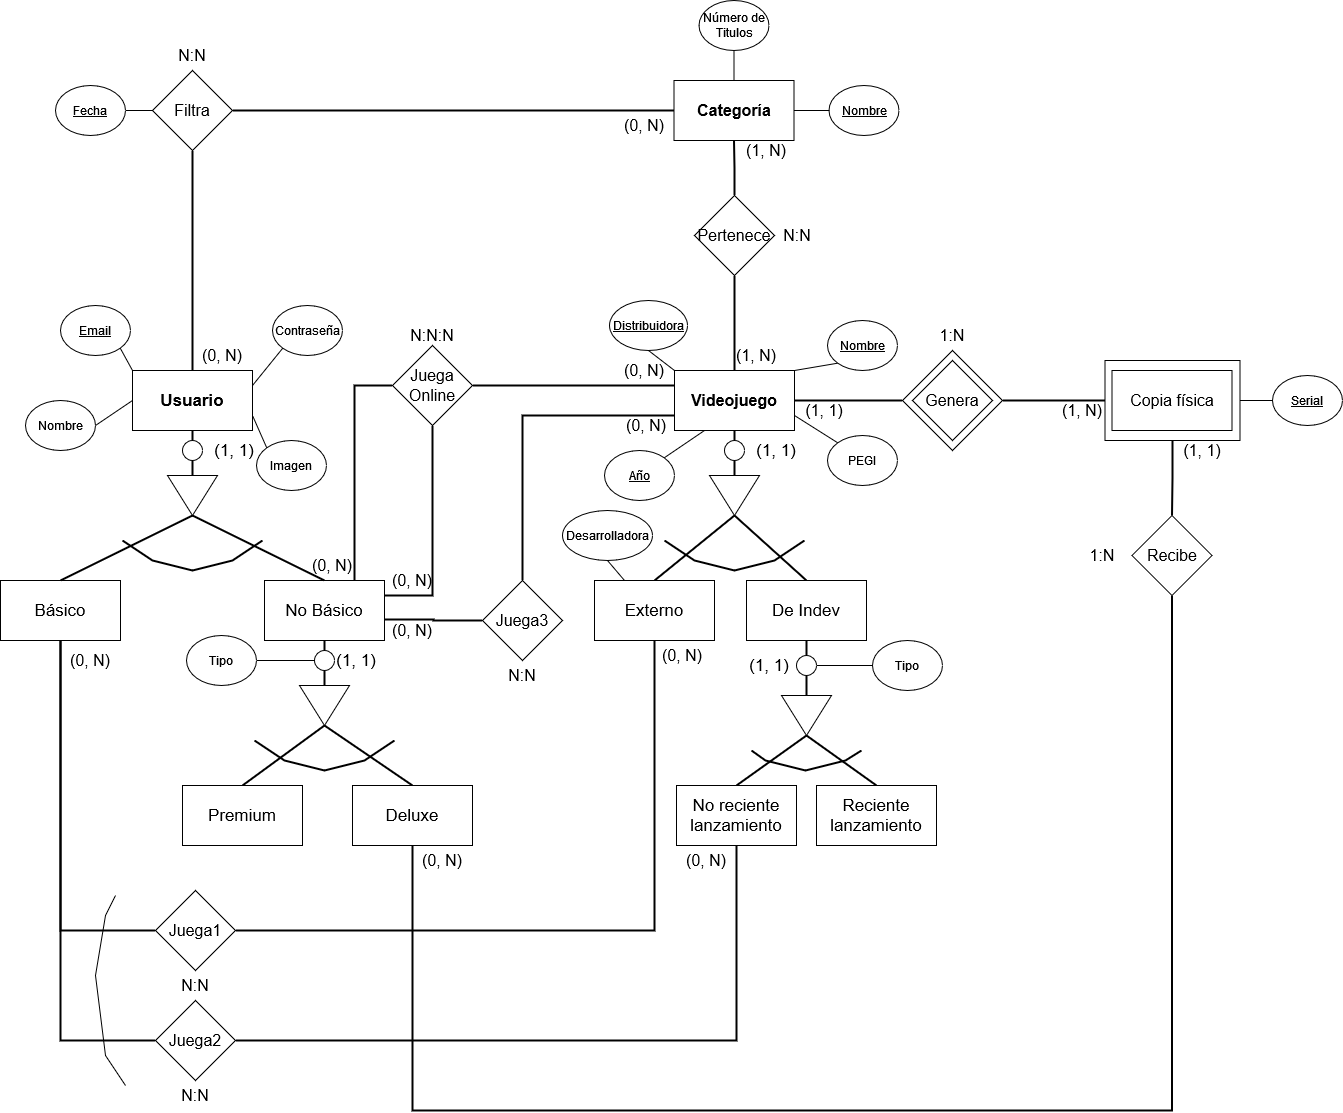 Número de
Titulos
N:N
Fecha
Filtra
Categoría
Nombre
(0, N)
(1, N)
Pertenece
N:N
Email
Contraseña
Distribuidora
Nombre
N:N:N
1:N
(0, N)
(1, N)
(0, N)
Juega
Online
Usuario
Videojuego
Genera
Copia física
Serial
Nombre
(1, 1)
(1, N)
(0, N)
(1, 1)
(1, 1)
(1, 1)
Imagen
PEGI
Año
Desarrolladora
1:N
Recibe
(0, N)
(0, N)
Básico
No Básico
Juega3
Externo
De Indev
(0, N)
(0, N)
Tipo
(1, 1)
N:N
(0, N)
(1, 1)
Tipo
Premium
Deluxe
No reciente
lanzamiento
Reciente
lanzamiento
(0, N)
(0, N)
Juega1
N:N
Juega2
N:N